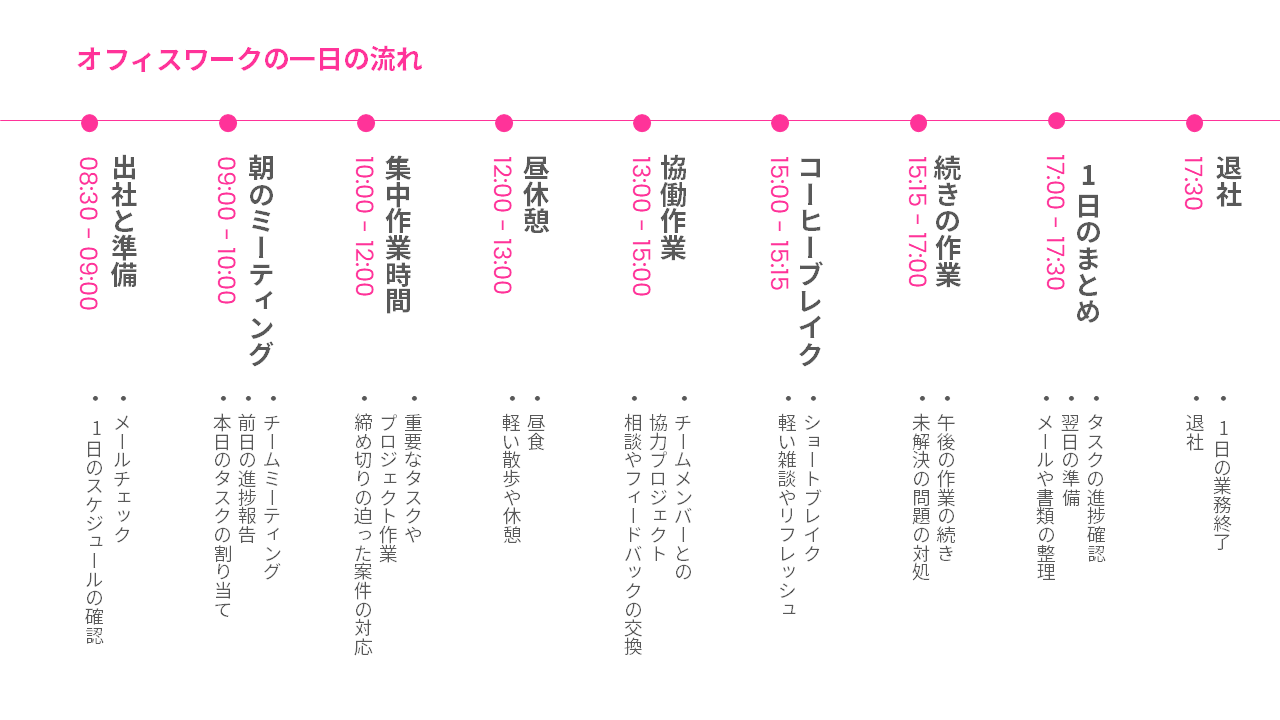 オフィスワークの一日の流れ
出社と準備
08:30 – 09:00
・メールチェック
・1日のスケジュールの確認
朝のミーティング
09:00 – 10:00
・チームミーティング
・前日の進捗報告
・本日のタスクの割り当て
集中作業時間
10:00 – 12:00
・重要なタスクや
プロジェクト作業
・締め切りの迫った案件の対応
昼休憩
12:00 – 13:00
・昼食
・軽い散歩や休憩
協働作業
13:00 – 15:00
・チームメンバーとの
協力プロジェクト
・相談やフィードバックの交換
コーヒーブレイク
15:00 – 15:15
・ショートブレイク
・軽い雑談やリフレッシュ
続きの作業
15:15 – 17:00
・午後の作業の続き
・未解決の問題の対処
1日のまとめ
17:00 – 17:30
・タスクの進捗確認
・翌日の準備
・メールや書類の整理
退社
17:30
・1日の業務終了
・退社